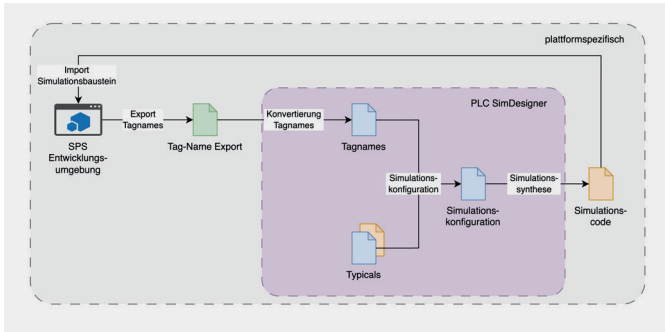 plattformspezifisch
Import
Simulationsbaustein
PLC SimDesigner
Export
Tagnames
Konvertierung
Tagnames
SPS
Entwicklungs-
umgebung
Tag-Name Export
Tagnames
Simulations-
konfiguration
Simulations-
synthese
Simulations-
konfiguration
Simulations-
code
Typicals